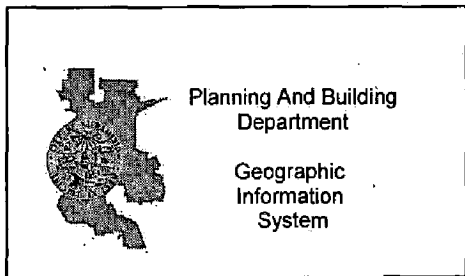 Planning And Building
Department
Geographic
Information
System